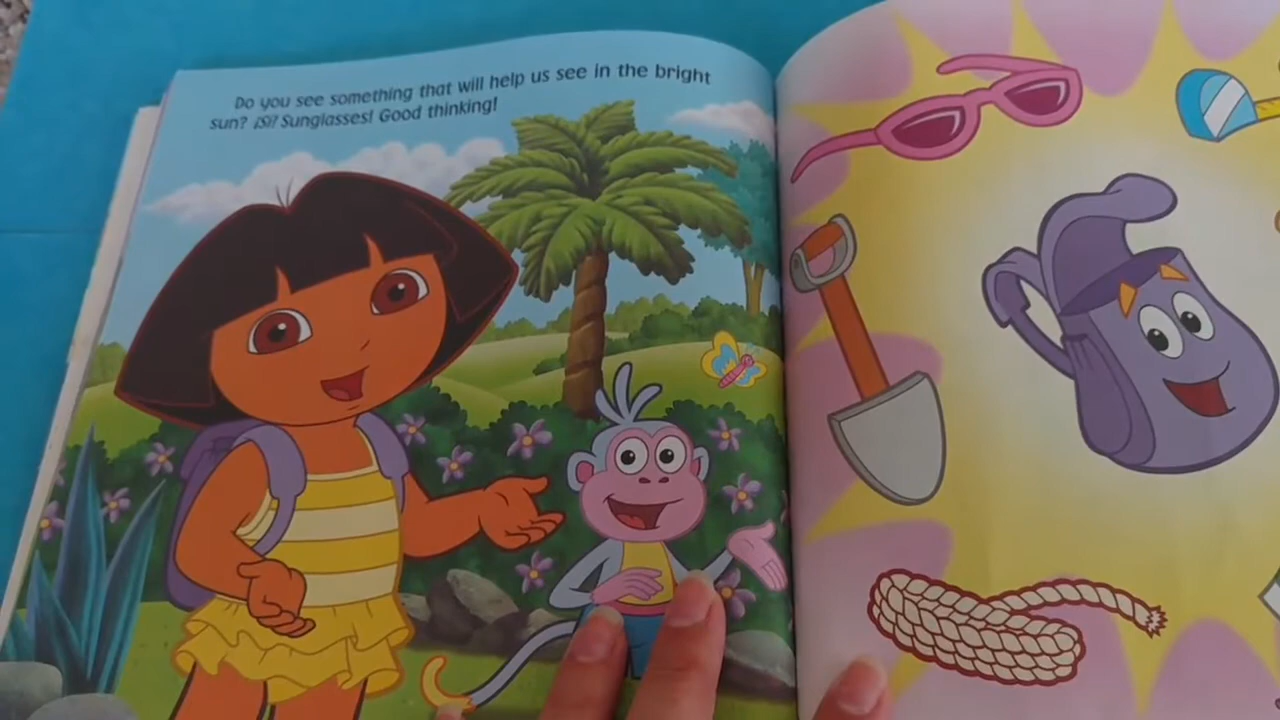 Do you see something that will help us see in the bright
sun? ¡Sí! Sunglasses! Good thinking!